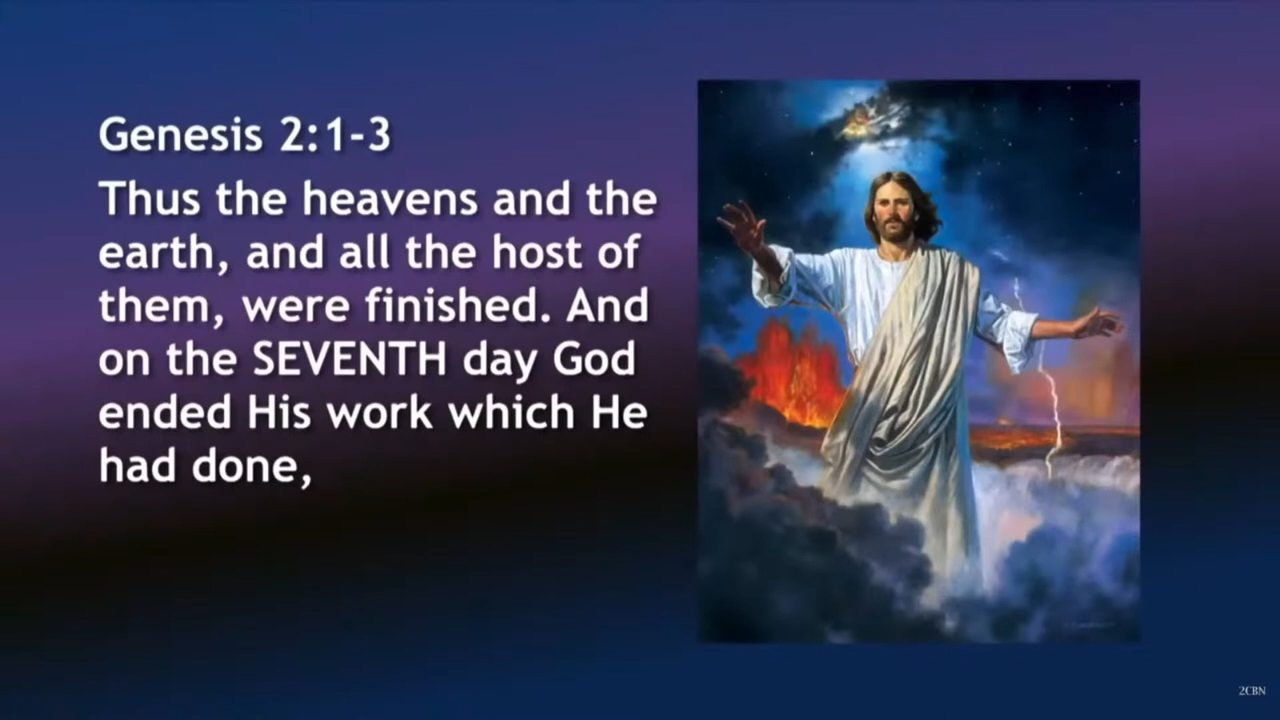 Genesis 2:1-3
Thus the heavens and the
earth, and all the host of
them, were finished. And
on the SEVENTH day God
ended His work which He
had done,
2CBN